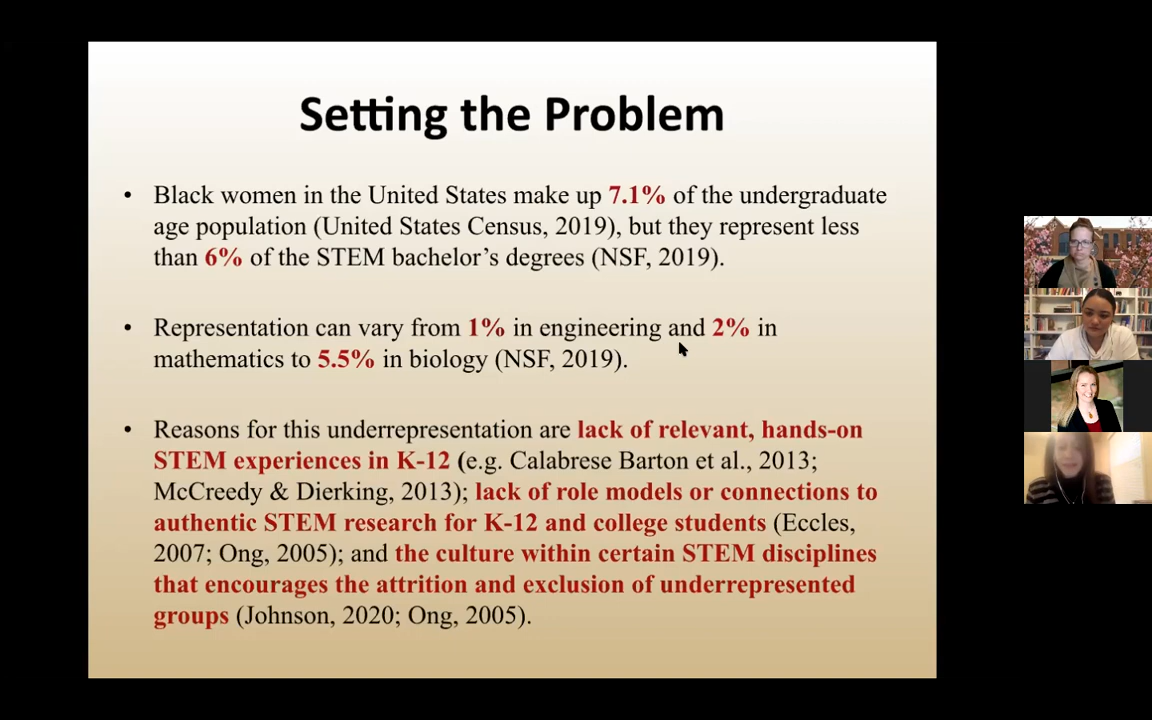 Setting the Problem
• Black women in the United States make up 7.1% of the undergraduate
age population (United States Census, 2019), but they represent less
than 6% of the STEM bachelor's degrees (NSF, 2019).
• Representation can vary from 1% in engineering and 2% in
mathematics to 5.5% in biology (NSF, 2019).
• Reasons for this underrepresentation are lack of relevant, hands-on
STEM experiences in K-12 (e.g. Calabrese Barton et al., 2013;
McCreedy & Dierking, 2013); lack of role models or connections to
authentic STEM research for K-12 and college students (Eccles,
2007; Ong, 2005); and the culture within certain STEM disciplines
that encourages the attrition and exclusion of underrepresented
groups (Johnson, 2020; Ong, 2005).